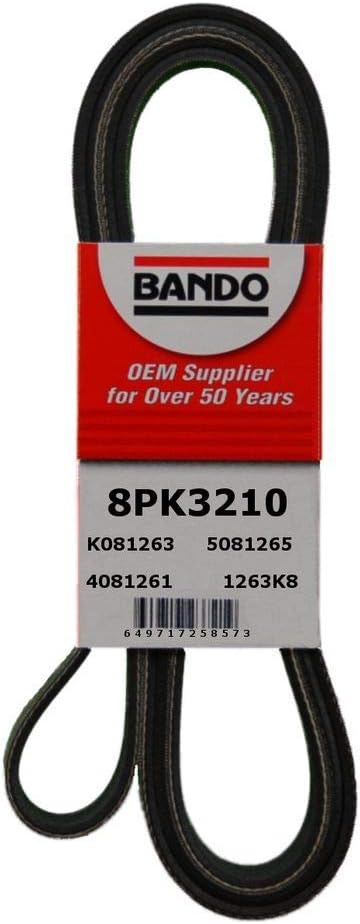 BANDO
OEM Supplier
for Over 50 Years
8PK3210
K081263 5081265
4081261 1263K8
649717258573